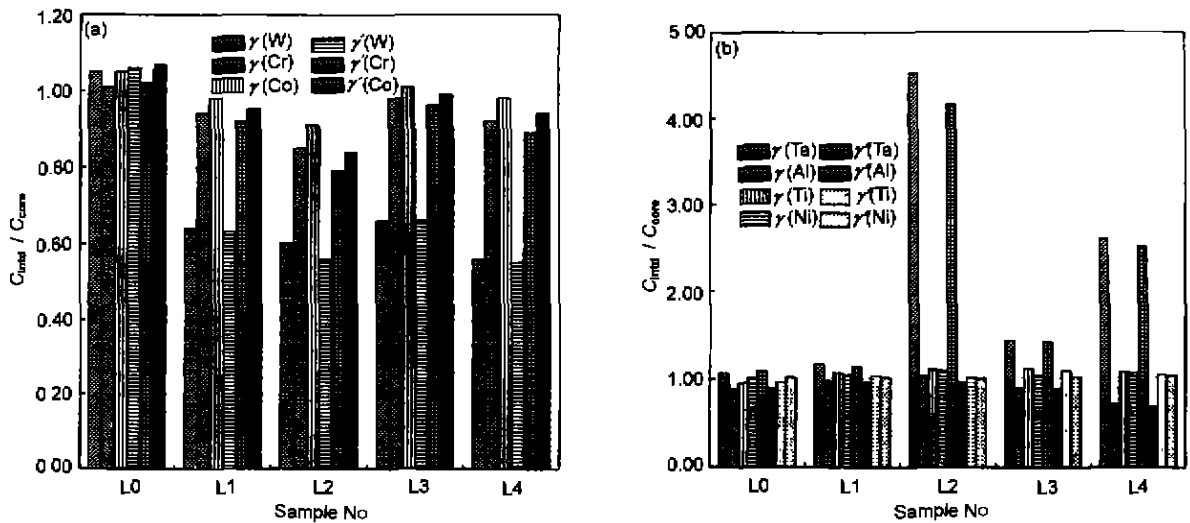 (a)
1.20
1.00
0.80
0.60
0.40
0.20
0 00
C_intd / C_core
γ(W) γ′(W)
γ(Cr) γ′(Cr)
γ(Co) γ′(Co)
L0 L1 L2 L3 L4
Sample No
(b)
5.00
4.00
3.00
2.00
1.00
0.00
C_intd / C_core
γ(Ta) γ′(Ta)
γ(Al) γ′(Al)
γ(Ti) γ′(Ti)
γ(Ni) γ′(Ni)
L0 L1 L2 L3 L4
Sample No